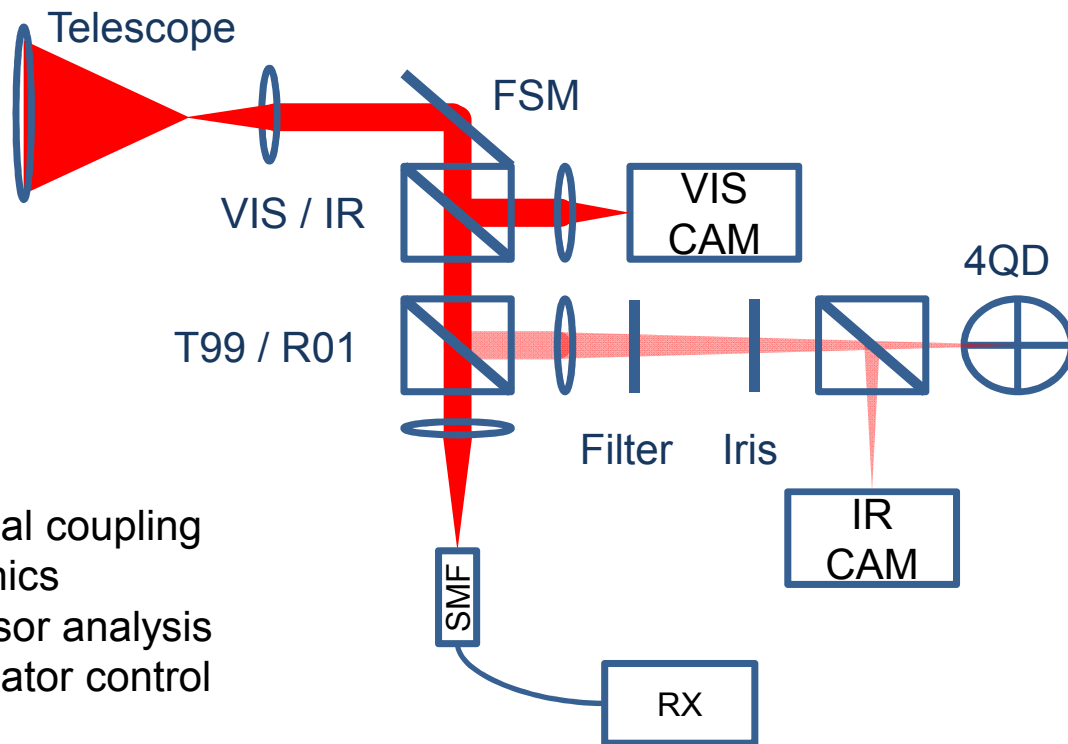 Telescope
FSM
VIS / IR
VIS
CAM
4QD
T99 / R01
Filter
Iris
IR
CAM
al coupling
nics
sor analysis
ator control
SMF
RX